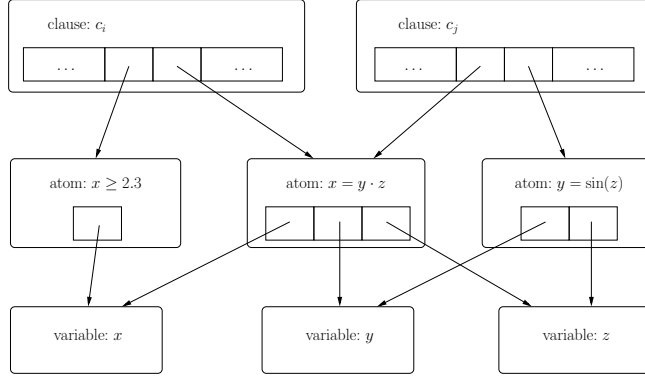 clause: c_i
clause: c_j
... ...
... ...
atom: x ≥ 2.3
atom: x = y · z
atom: y = sin(z)
variable: x
variable: y
variable: z